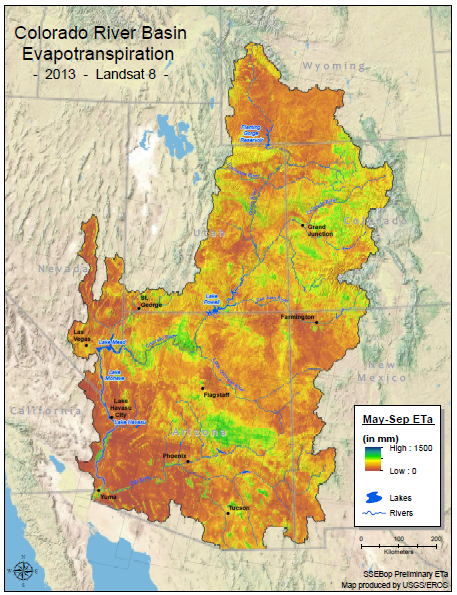 Colorado River Basin
Evapotranspiration
- 2013 - Landsat 8 -
Wyoming
Flaming
Gorge
Reservoir
Grand
Junction
Colorado
Utah
Nevada
St.
George
Lake
Powell
Farmington
Las
Vegas
Lake Mead
New
Mexico
Lake
Mohave
Flagstaff
California
Lake
Havasu
City
Lake Havasu
Arizona
Phoenix
Yuma
Tucson
May-Sep ETa
(in mm)
High : 1500
Low : 0
Lakes
Rivers
0 100 200
Kilometers
N
W E
S
SSEBop Preliminary ETa
Map produced by USGS/EROS